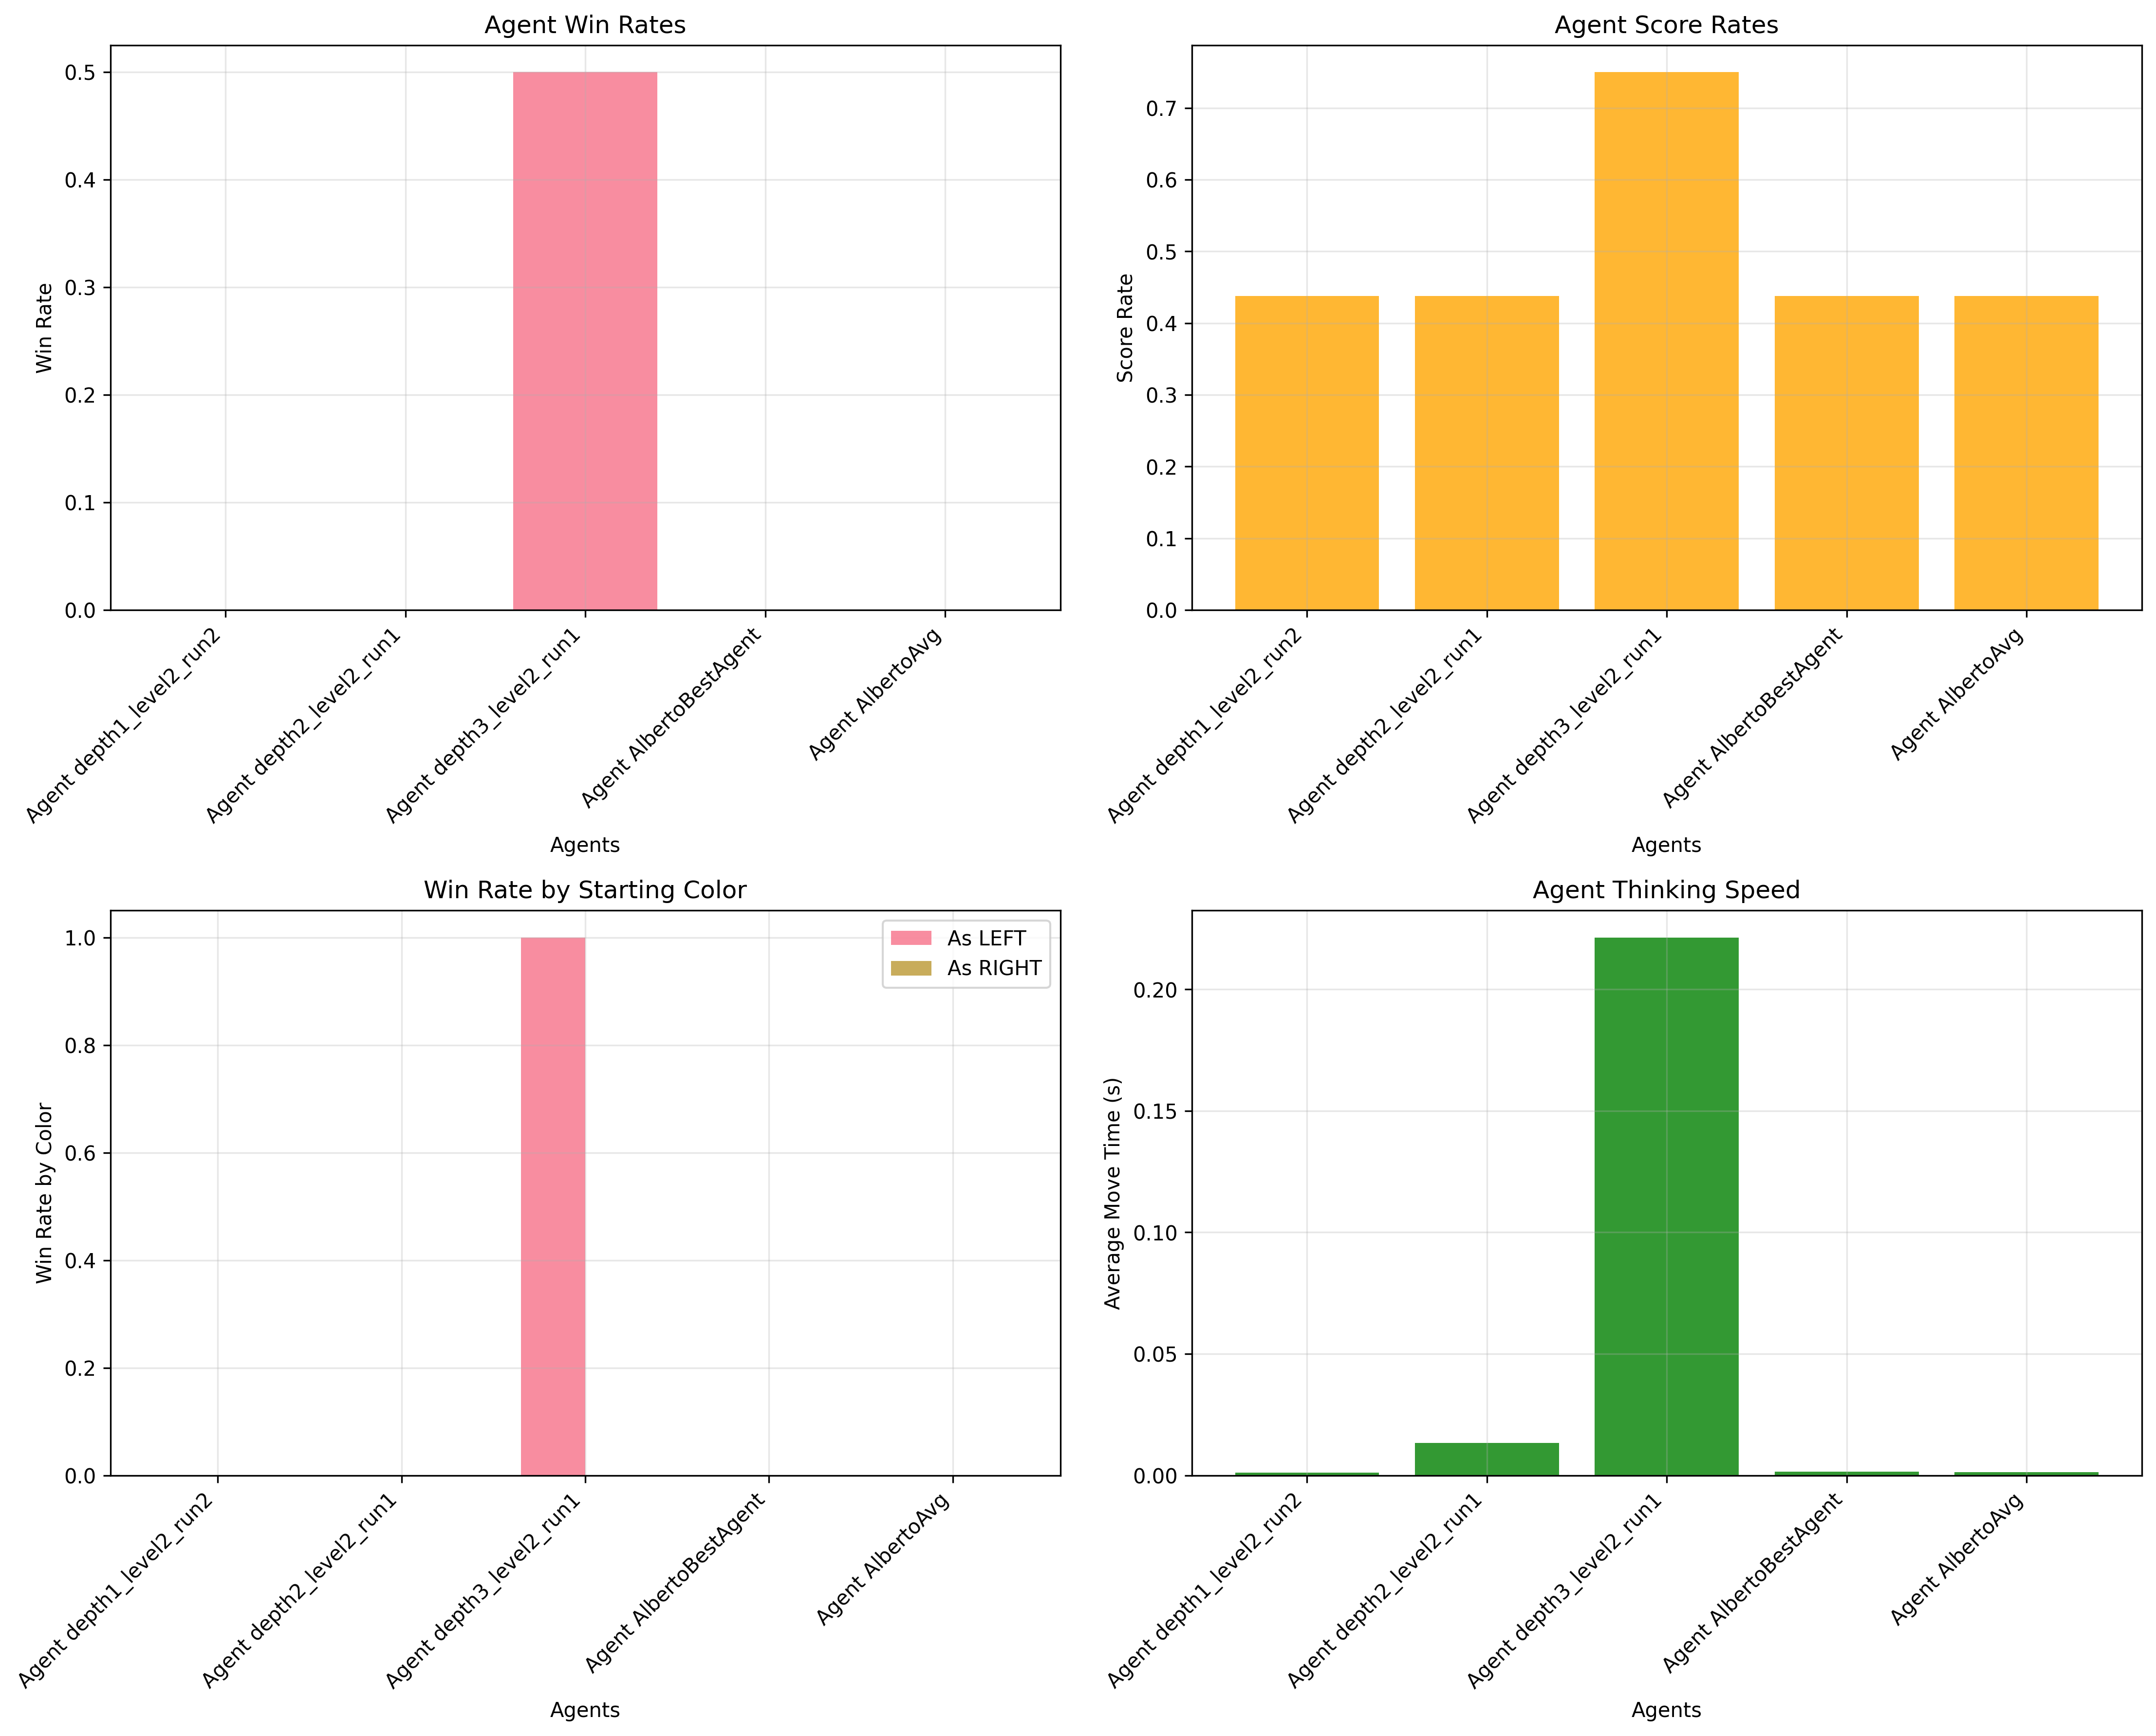 Agent Win Rates
Win Rate
0.5
0.4
0.3
0.2
0.1
0.0
Agent depth1_level2_run2
Agent depth2_level2_run1
Agent depth3_level2_run1
Agent AlbertoBestAgent
Agent AlbertoAvg
Agents
Agent Score Rates
Score Rate
0.7
0.6
0.5
0.4
0.3
0.2
0.1
0.0
Agent depth1_level2_run2
Agent depth2_level2_run1
Agent depth3_level2_run1
Agent AlbertoBestAgent
Agent AlbertoAvg
Agents
Win Rate by Starting Color
Win Rate by Color
1.0
0.8
0.6
0.4
0.2
0.0
As LEFT
As RIGHT
Agent depth1_level2_run2
Agent depth2_level2_run1
Agent depth3_level2_run1
Agent AlbertoBestAgent
Agent AlbertoAvg
Agents
Agent Thinking Speed
Average Move Time (s)
0.20
0.15
0.10
0.05
0.00
Agent depth1_level2_run2
Agent depth2_level2_run1
Agent depth3_level2_run1
Agent AlbertoBestAgent
Agent AlbertoAvg
Agents